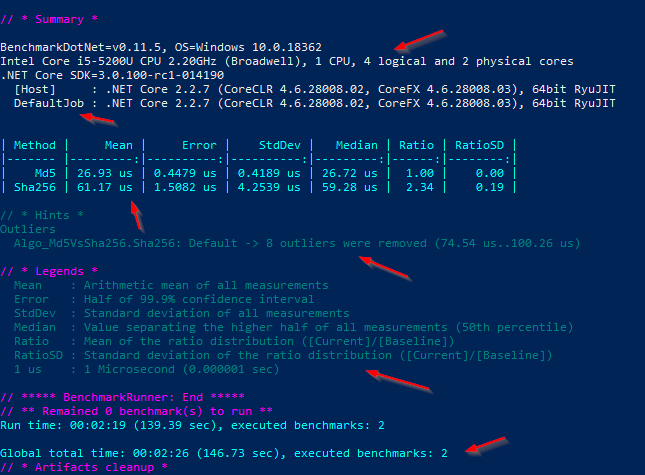 // * Summary *
BenchmarkDotNet=v0.11.5, OS=Windows 10.0.18362
Intel Core i5-5200U CPU 2.20GHz (Broadwell), 1 CPU, 4 logical and 2 physical cores
.NET Core SDK=3.0.100-rc1-014190
  [Host]     : .NET Core 2.2.7 (CoreCLR 4.6.28008.02, CoreFX 4.6.28008.03), 64bit RyuJIT
  DefaultJob : .NET Core 2.2.7 (CoreCLR 4.6.28008.02, CoreFX 4.6.28008.03), 64bit RyuJIT
| Method |     Mean |     Error |    StdDev |   Median | Ratio | RatioSD |
|------- |---------:|----------:|----------:|---------:|------:|--------:|
|    Md5 | 26.93 us | 0.4479 us | 0.4189 us | 26.72 us |  1.00 |    0.00 |
| Sha256 | 61.17 us | 1.5082 us | 4.2539 us | 59.28 us |  2.34 |    0.19 |
// * Hints *
Outliers
  Algo_Md5VsSha256.Sha256: Default -> 8 outliers were removed (74.54 us..100.26 us)
// * Legends *
  Mean    : Arithmetic mean of all measurements
  Error   : Half of 99.9% confidence interval
  StdDev  : Standard deviation of all measurements
  Median  : Value separating the higher half of all measurements (50th percentile)
  Ratio   : Mean of the ratio distribution ([Current]/[Baseline])
  RatioSD : Standard deviation of the ratio distribution ([Current]/[Baseline])
  1 us    : 1 Microsecond (0.000001 sec)
// ***** BenchmarkRunner: End *****
// ** Remained 0 benchmark(s) to run **
Run time: 00:02:19 (139.39 sec), executed benchmarks: 2
Global total time: 00:02:26 (146.73 sec), executed benchmarks: 2
// * Artifacts cleanup *